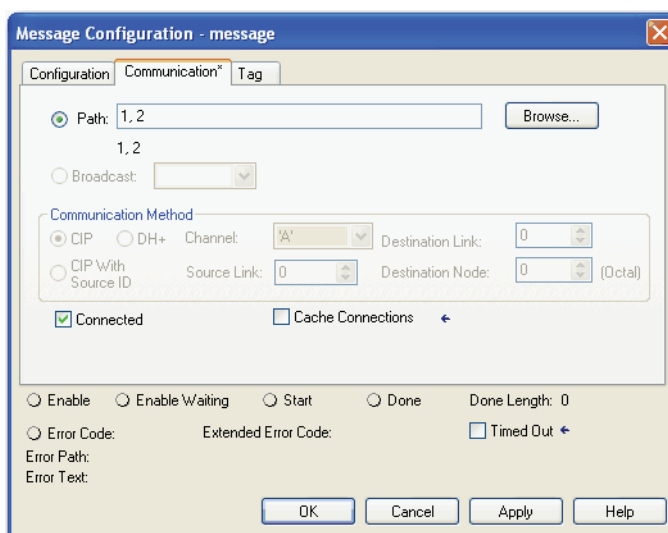 Message Configuration - message
Configuration Communication* Tag
Path: 1, 2 Browse...
1, 2
Broadcast:
Communication Method
CIP DH+ Channel: 'A' Destination Link: 0
CIP With Source ID Source Link: 0 Destination Node: 0 (Octal)
Connected Cache Connections
Enable Enable Waiting Start Done Done Length: 0
Error Code: Extended Error Code: Timed Out
Error Path:
Error Text:
OK Cancel Apply Help